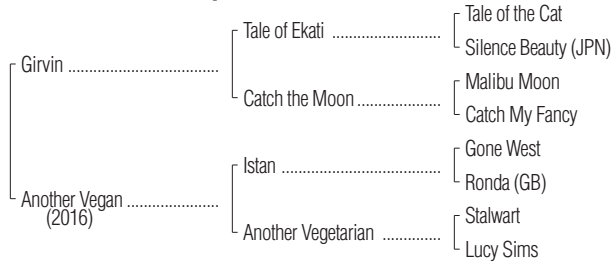 Tale of the Cat
Tale of Ekati ......................
Silence Beauty (JPN)
Girvin ...............................
Malibu Moon
Catch the Moon .................
Catch My Fancy
Gone West
Istan .................................
Ronda (GB)
Another Vegan ...................
(2016)
Stalwart
Another Vegetarian ............
Lucy Sims